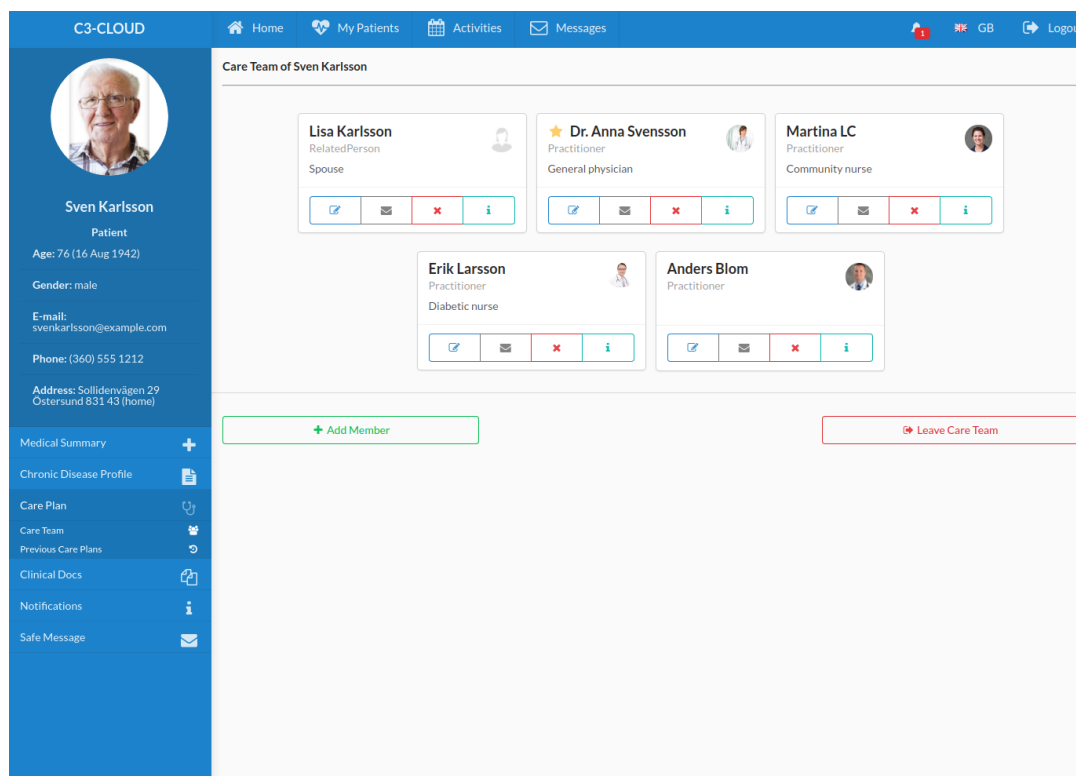 C3-CLOUD
Home
My Patients
Activities
Messages
1
GB
Logou
Sven Karlsson
Patient
Age: 76 (16 Aug 1942)
Gender: male
E-mail:
svenkarlsson@example.com
Phone: (360) 555 1212
Address: Sollidenvägen 29
Östersund 831 43 (home)
Medical Summary
Chronic Disease Profile
Care Plan
Care Team
Previous Care Plans
Clinical Docs
Notifications
Safe Message
Care Team of Sven Karlsson
Lisa Karlsson
RelatedPerson
Spouse
Dr. Anna Svensson
Practitioner
General physician
Martina LC
Practitioner
Community nurse
Erik Larsson
Practitioner
Diabetic nurse
Anders Blom
Practitioner
Add Member
Leave Care Team